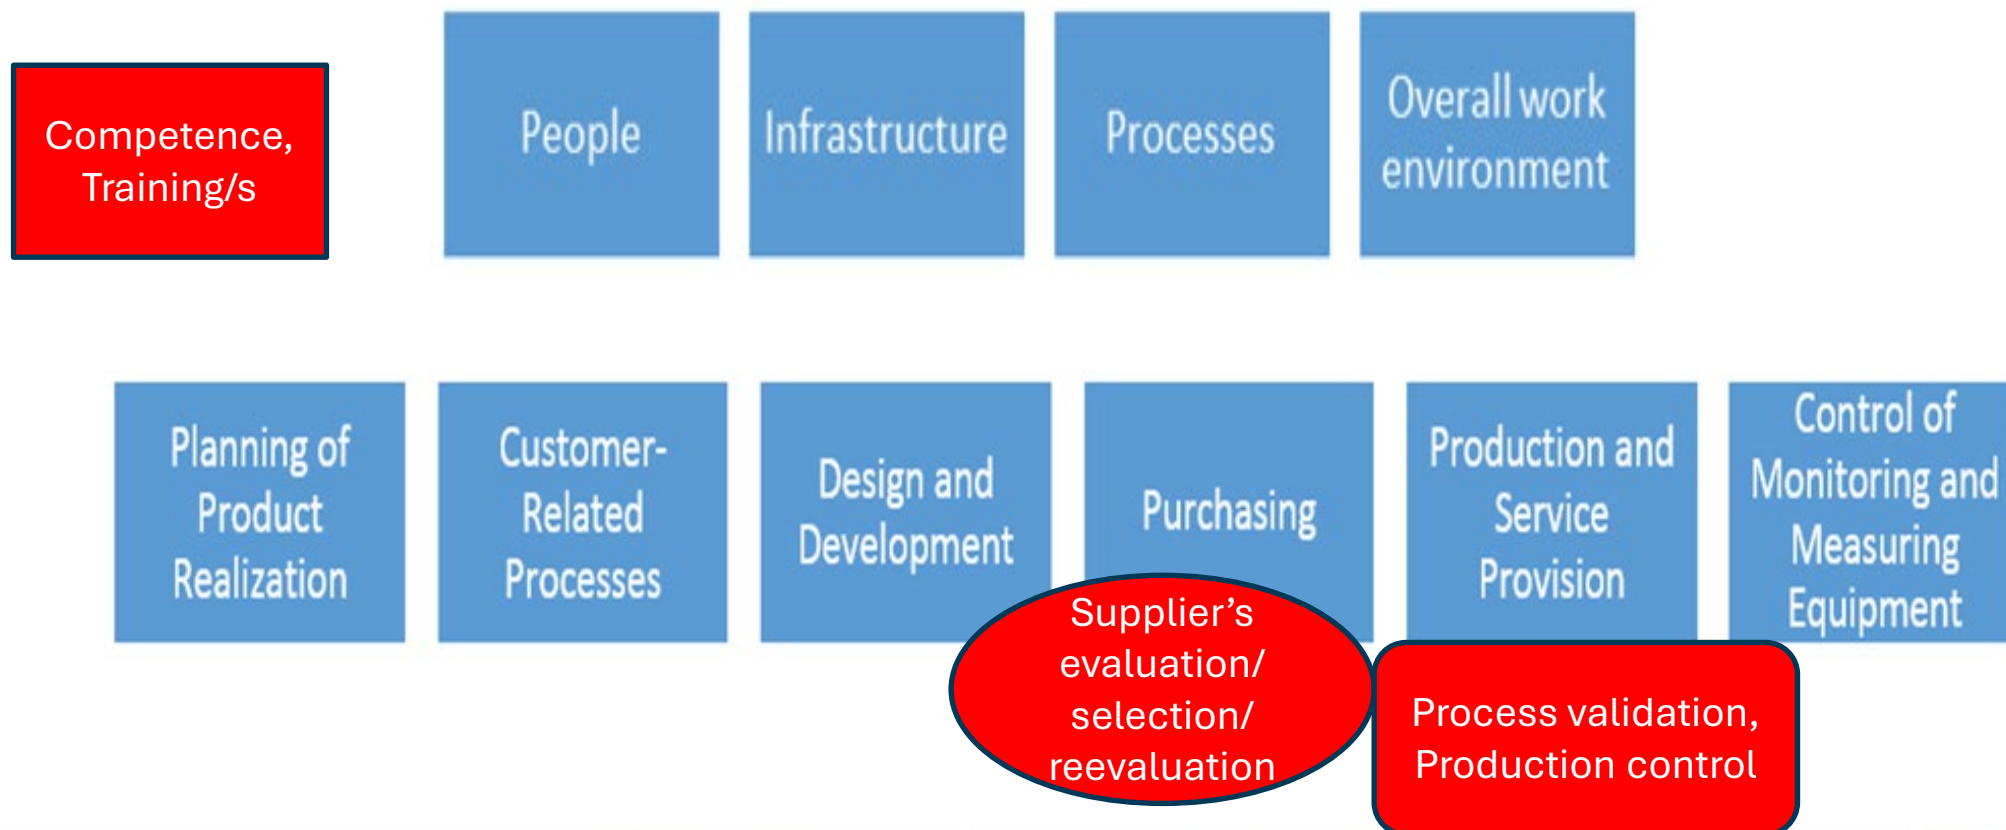 Competence,
Training/s
People
Infrastructure
Processes
Overall work
environment
Planning of
Product
Realization
Customer-
Related
Processes
Design and
Development
Purchasing
Production and
Service
Provision
Control of
Monitoring and
Measuring
Equipment
Supplier’s
evaluation/
selection/
reevaluation
Process validation,
Production control